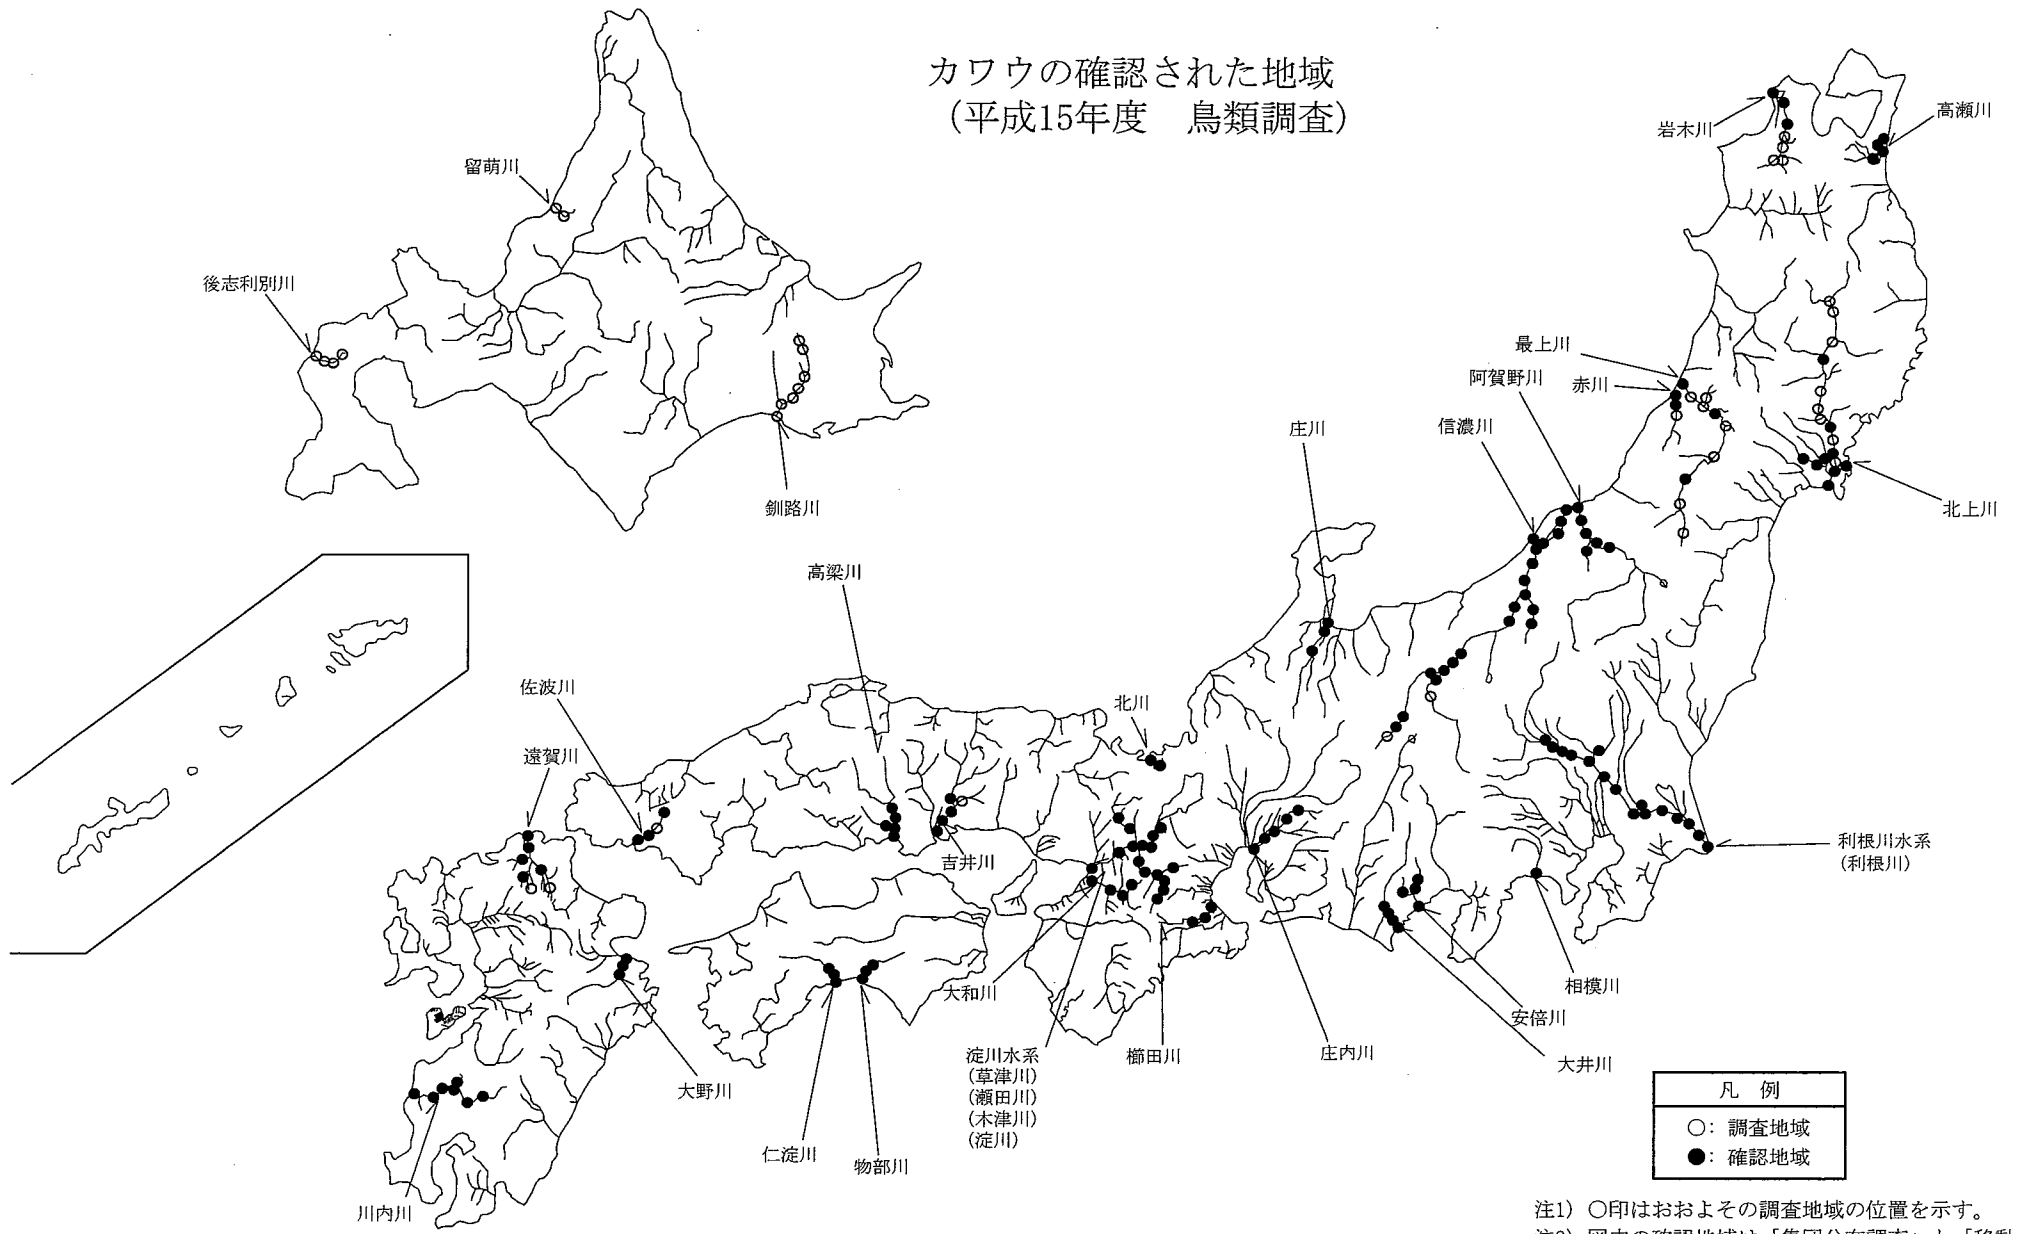 カワウの確認された地域
(平成15年度　鳥類調査)
岩木川
高瀬川
留萌川
後志利別川
釧路川
最上川
阿賀野川
赤川
信濃川
庄川
北上川
高梁川
佐波川
遠賀川
北川
吉井川
利根川水系
(利根川)
相模川
安倍川
大井川
庄内川
櫛田川
大和川
淀川水系
(草津川)
(瀬田川)
(木津川)
(淀川)
大野川
仁淀川
物部川
川内川
凡　例
○： 調査地域
●： 確認地域
注1) ○印はおおよその調査地域の位置を示す。